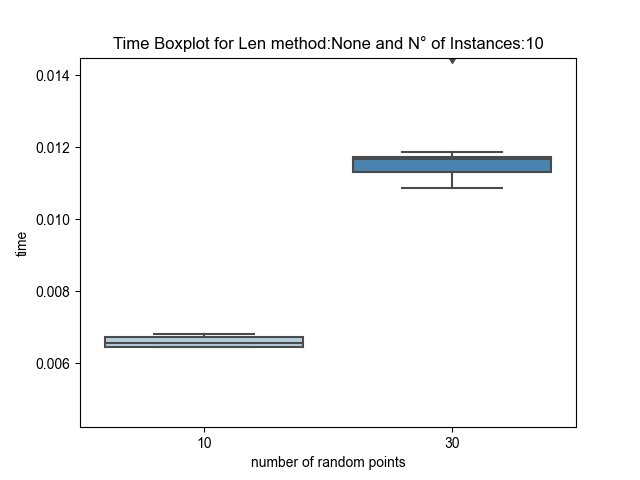 Time Boxplot for Len method:None and N° of Instances:10
0.014
0.012
0.010
0.008
0.006
time
10 30
number of random points